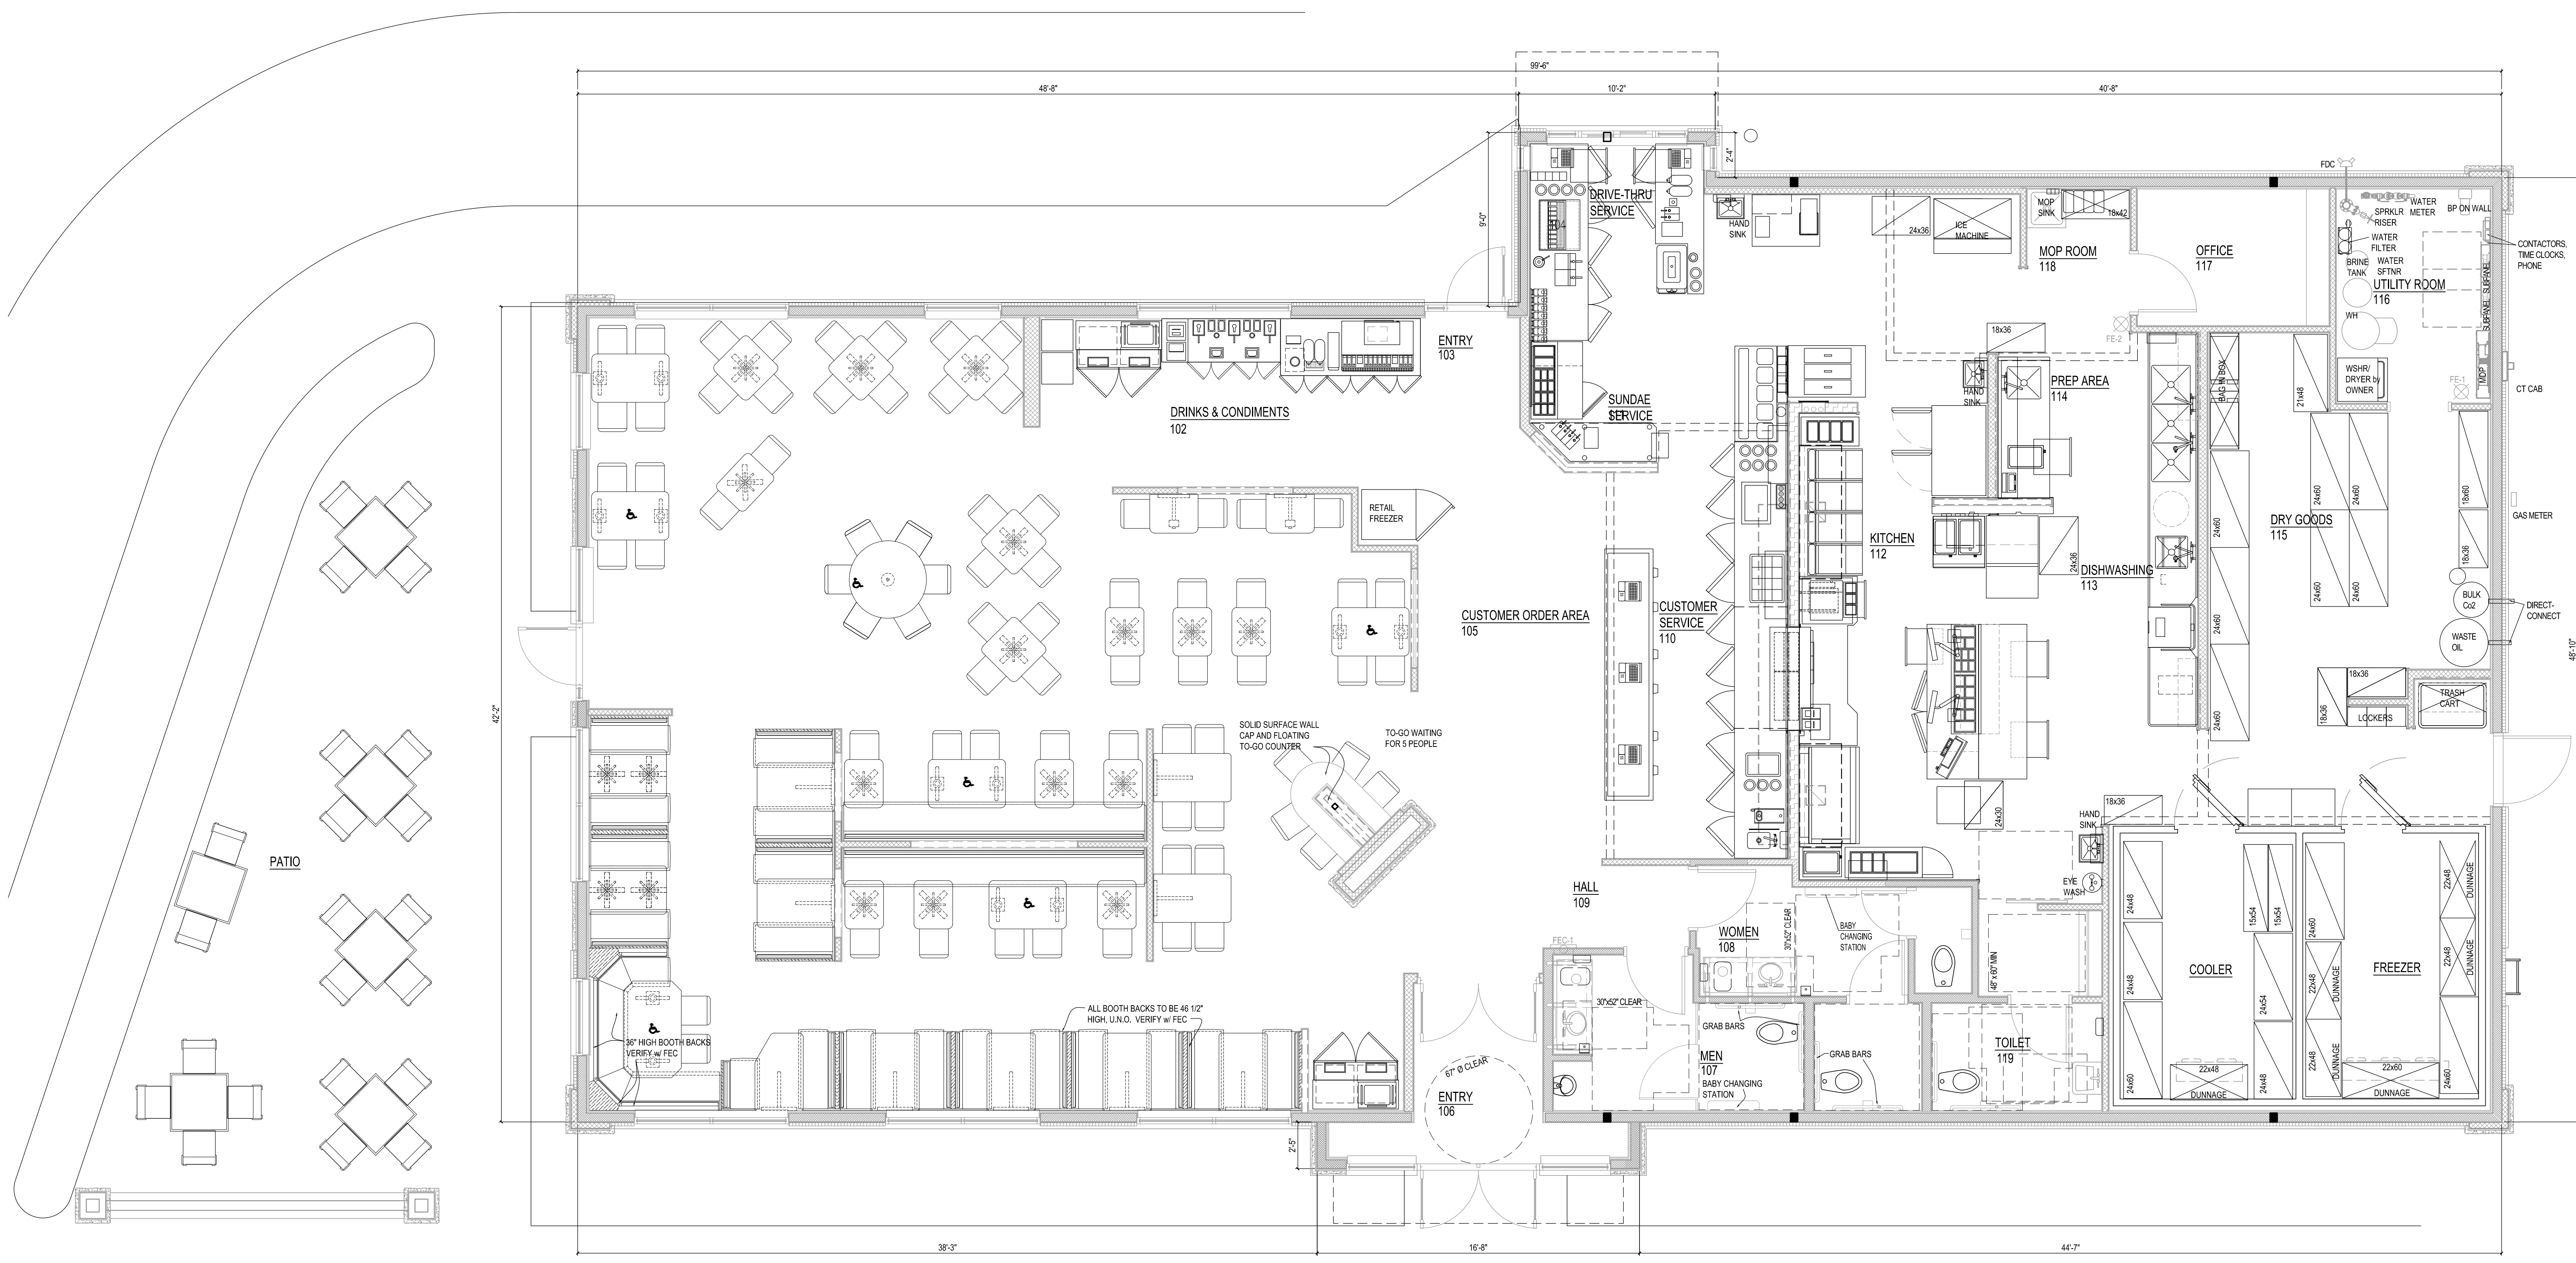 99'-6"
48'-8"
10'-2"
40'-8"
2'-4"
9'-0"
FDC
DRIVE-THRU
SERVICE
104
HAND
SINK
24x36
ICE
MACHINE
MOP
SINK
18x42
MOP ROOM
118
OFFICE
117
WATER
METER
SPRKLR
RISER
BP ON WALL
WATER
FILTER
BRINE
TANK
WATER
SFTNR
UTILITY ROOM
116
CONTACTORS,
TIME CLOCKS,
PHONE
SUBPANEL
SUBPANEL
WH
MDP
WSHR/
DRYER by
OWNER
FE-1
FE-2
CT CAB
ENTRY
103
DRINKS & CONDIMENTS
102
SUNDAE
SERVICE
18x36
HAND
SINK
PREP AREA
114
BAG IN BOX
21x48
RETAIL
FREEZER
KITCHEN
112
24x36
DISHWASHING
113
24x60
24x60
24x60
24x60
24x60
24x60
24x60
DRY GOODS
115
18x60
18x36
GAS METER
BULK
Co2
WASTE
OIL
DIRECT-
CONNECT
48'-10"
CUSTOMER ORDER AREA
105
CUSTOMER
SERVICE
110
42'-2"
SOLID SURFACE WALL
CAP AND FLOATING
TO-GO COUNTER
TO-GO WAITING
FOR 5 PEOPLE
18x36
18x36
LOCKERS
TRASH
CART
24x30
18x36
HAND
SINK
EYE
WASH
PATIO
HALL
109
FEC-1
WOMEN
108
30"x52" CLEAR
BABY
CHANGING
STATION
48" x 60" MIN
24x48
24x48
24x60
COOLER
15x54
15x54
24x54
24x48
22x48
DUNNAGE
24x60
22x48
DUNNAGE
22x48
DUNNAGE
FREEZER
22x48
DUNNAGE
22x48
DUNNAGE
24x60
22x60
DUNNAGE
30"x52" CLEAR
GRAB BARS
MEN
107
BABY CHANGING
STATION
GRAB BARS
TOILET
119
ALL BOOTH BACKS TO BE 46 1/2"
HIGH, U.N.O. VERIFY w/ FEC
36" HIGH BOOTH BACKS
VERIFY w/ FEC
67" Ø CLEAR
ENTRY
106
2'-5"
38'-3"
16'-8"
44'-7"